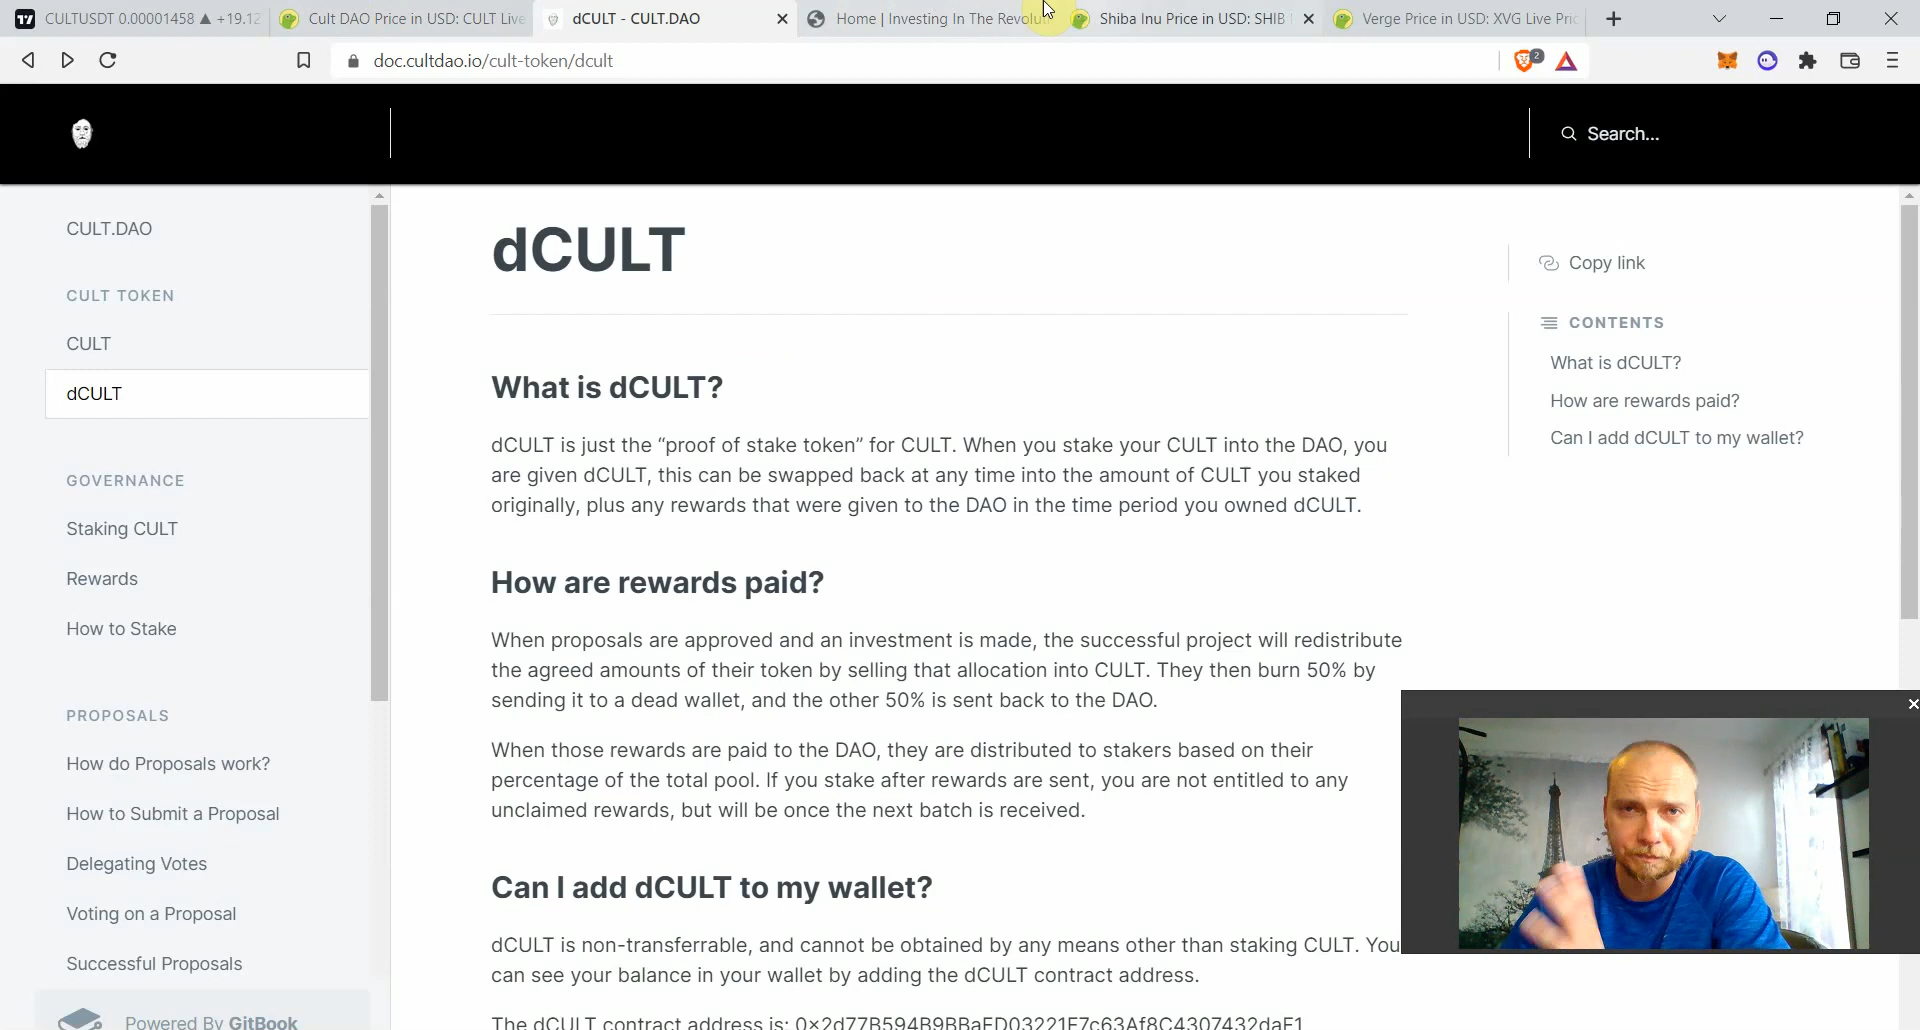 CULTUSDT 0.00001458 ▲ +19.12
Cult DAO Price in USD: CULT Live
dCULT - CULT.DAO
Home | Investing In The Revolut
Shiba Inu Price in USD: SHIB
Verge Price in USD: XVG Live Pric
doc.cultdao.io/cult-token/dcult
2
Search...
CULT.DAO
CULT TOKEN
CULT
dCULT
GOVERNANCE
Staking CULT
Rewards
How to Stake
PROPOSALS
How do Proposals work?
How to Submit a Proposal
Delegating Votes
Voting on a Proposal
Successful Proposals
Powered By GitBook
dCULT
What is dCULT?
dCULT is just the “proof of stake token” for CULT. When you stake your CULT into the DAO, you
are given dCULT, this can be swapped back at any time into the amount of CULT you staked
originally, plus any rewards that were given to the DAO in the time period you owned dCULT.
How are rewards paid?
When proposals are approved and an investment is made, the successful project will redistribute
the agreed amounts of their token by selling that allocation into CULT. They then burn 50% by
sending it to a dead wallet, and the other 50% is sent back to the DAO.
When those rewards are paid to the DAO, they are distributed to stakers based on their
percentage of the total pool. If you stake after rewards are sent, you are not entitled to any
unclaimed rewards, but will be once the next batch is received.
Can I add dCULT to my wallet?
dCULT is non-transferrable, and cannot be obtained by any means other than staking CULT. You
can see your balance in your wallet by adding the dCULT contract address.
The dCULT contract address is: 0x2d77B594B9BBaED03221F7c63Af8C4307432daF1
Copy link
CONTENTS
What is dCULT?
How are rewards paid?
Can I add dCULT to my wallet?